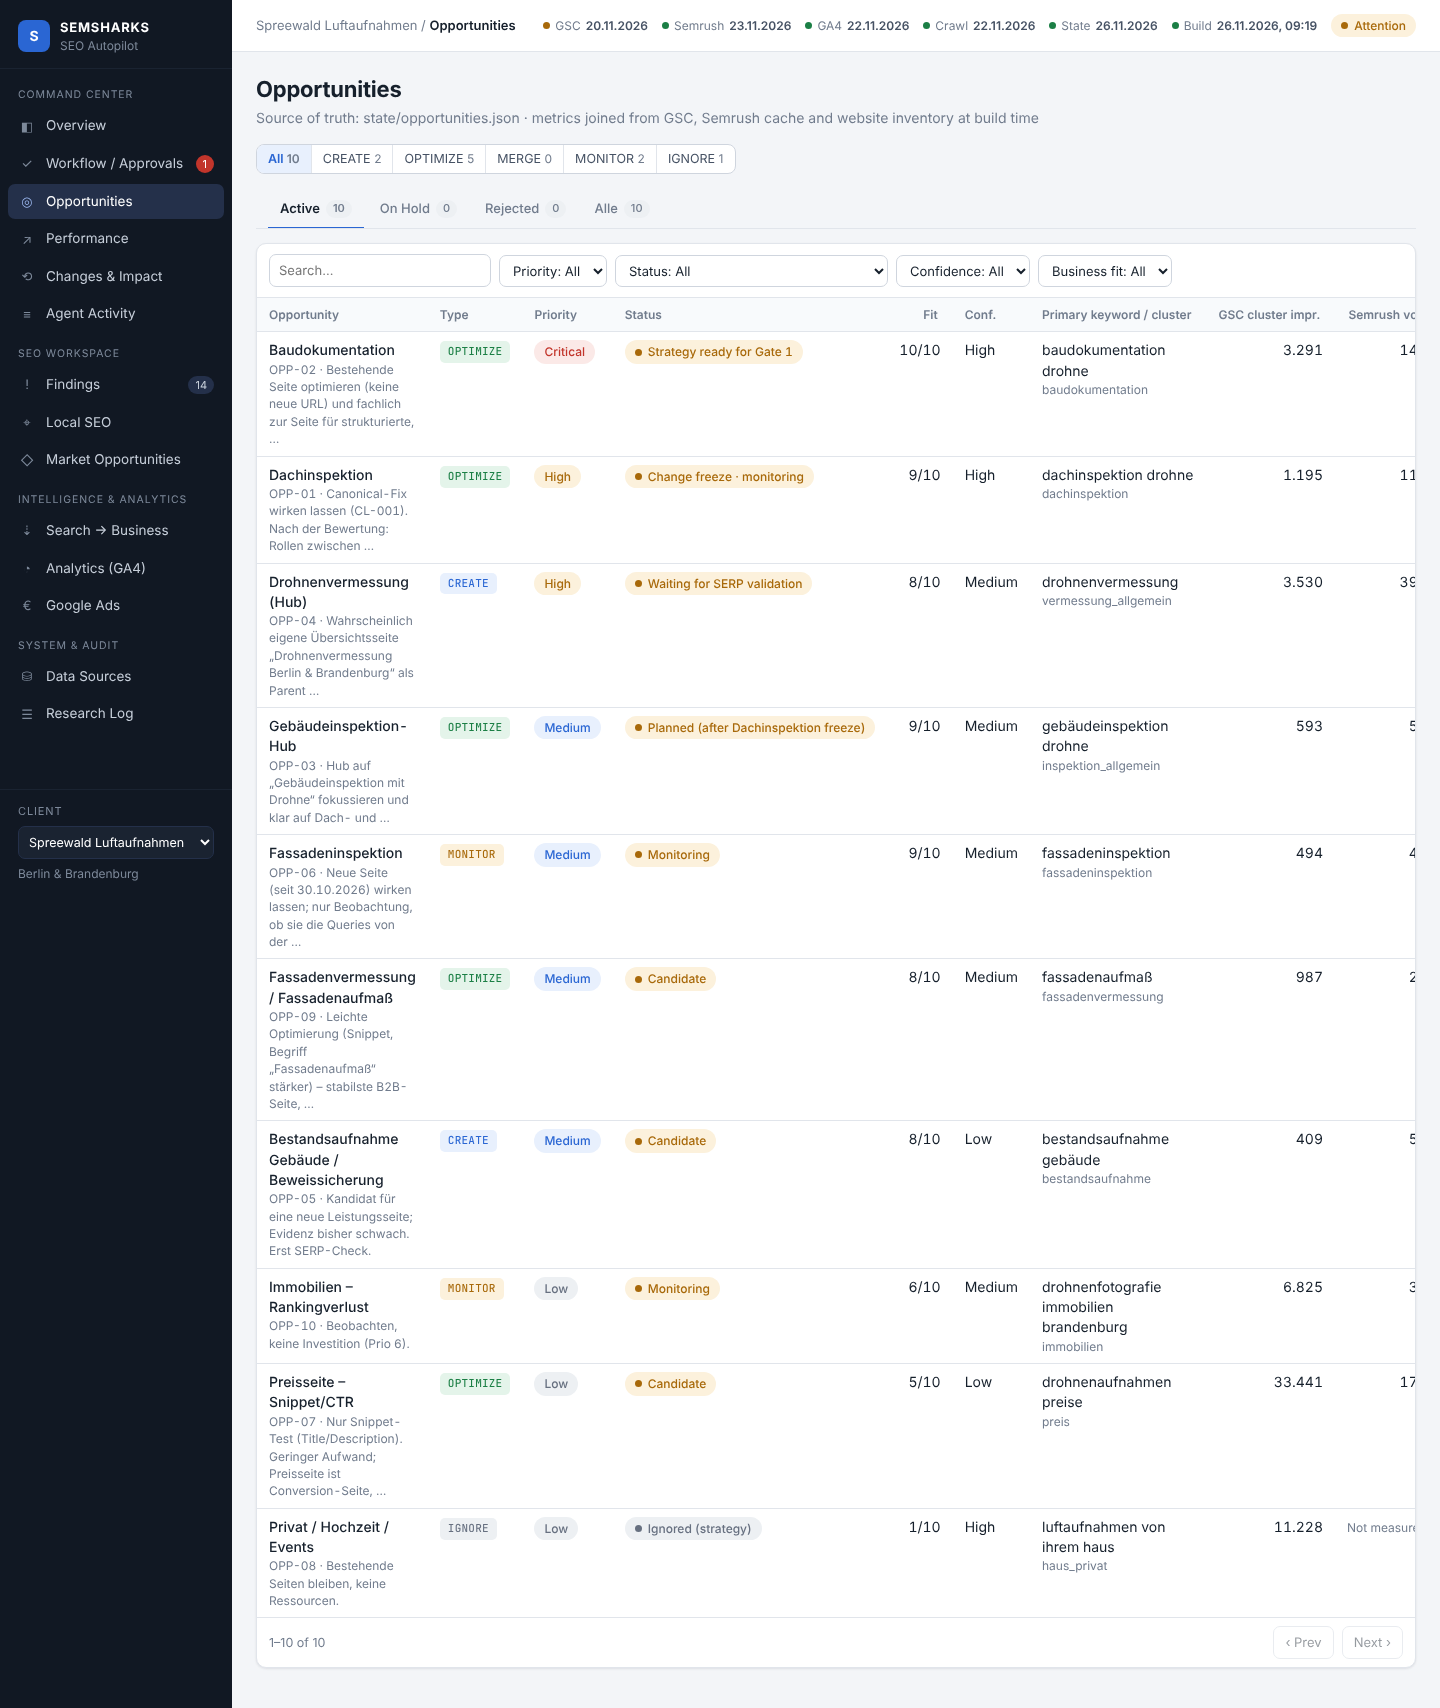 S
SEMSHARKS
SEO Autopilot
COMMAND CENTER
Overview
Workflow / Approvals 1
Opportunities
Performance
Changes & Impact
Agent Activity
SEO WORKSPACE
Findings 14
Local SEO
Market Opportunities
INTELLIGENCE & ANALYTICS
Search → Business
Analytics (GA4)
Google Ads
SYSTEM & AUDIT
Data Sources
Research Log
CLIENT
Spreewald Luftaufnahmen
Berlin & Brandenburg
Spreewald Luftaufnahmen / Opportunities
GSC 20.11.2026 Semrush 23.11.2026 GA4 22.11.2026 Crawl 22.11.2026 State 26.11.2026 Build 26.11.2026, 09:19 Attention
Opportunities
Source of truth: state/opportunities.json · metrics joined from GSC, Semrush cache and website inventory at build time
All 10 CREATE 2 OPTIMIZE 5 MERGE 0 MONITOR 2 IGNORE 1
Active 10 On Hold 0 Rejected 0 Alle 10
Search... Priority: All Status: All Confidence: All Business fit: All
Opportunity Type Priority Status Fit Conf. Primary keyword / cluster GSC cluster impr. Semrush vo
Baudokumentation OPTIMIZE Critical Strategy ready for Gate 1 10/10 High baudokumentation 3.291 14
drohne
baudokumentation
OPP-02 · Bestehende
Seite optimieren (keine
neue URL) und fachlich
zur Seite für strukturierte,
...
Dachinspektion OPTIMIZE High Change freeze · monitoring 9/10 High dachinspektion drohne 1.195 11
dachinspektion
OPP-01 · Canonical-Fix
wirken lassen (CL-001).
Nach der Bewertung:
Rollen zwischen ...
Drohnenvermessung CREATE High Waiting for SERP validation 8/10 Medium drohnenvermessung 3.530 39
(Hub)
vermessung_allgemein
OPP-04 · Wahrscheinlich
eigene Übersichtsseite
„Drohnenvermessung
Berlin & Brandenburg“ als
Parent ...
Gebäudeinspektion- OPTIMIZE Medium Planned (after Dachinspektion freeze) 9/10 Medium gebäudeinspektion 593 5
Hub
drohne
inspektion_allgemein
OPP-03 · Hub auf
„Gebäudeinspektion mit
Drohne“ fokussieren und
klar auf Dach- und ...
Fassadeninspektion MONITOR Medium Monitoring 9/10 Medium fassadeninspektion 494 4
fassadeninspektion
OPP-06 · Neue Seite
(seit 30.10.2026) wirken
lassen; nur Beobachtung,
ob sie die Queries von
der ...
Fassadenvermessung OPTIMIZE Medium Candidate 8/10 Medium fassadenaufmaß 987 2
/ Fassadenaufmaß
fassadenvermessung
OPP-09 · Leichte
Optimierung (Snippet,
Begriff
„Fassadenaufmaß“
stärker) – stabilste B2B-
Seite, ...
Bestandsaufnahme CREATE Medium Candidate 8/10 Low bestandsaufnahme 409 5
Gebäude /
gebäude
Beweissicherung
bestandsaufnahme
OPP-05 · Kandidat für
eine neue Leistungsseite;
Evidenz bisher schwach.
Erst SERP-Check.
Immobilien – MONITOR Low Monitoring 6/10 Medium drohnenfotografie 6.825 3
Rankingverlust
immobilien
brandenburg
immobilien
OPP-10 · Beobachten,
keine Investition (Prio 6).
Preisseite – OPTIMIZE Low Candidate 5/10 Low drohnenaufnahmen 33.441 17
Snippet/CTR
preise
preis
OPP-07 · Nur Snippet-
Test (Title/Description).
Geringer Aufwand;
Preisseite ist
Conversion-Seite, ...
Privat / Hochzeit / IGNORE Low Ignored (strategy) 1/10 High luftaufnahmen von 11.228 Not measure
Events
ihrem haus
haus_privat
OPP-08 · Bestehende
Seiten bleiben, keine
Ressourcen.
1–10 of 10 ‹ Prev Next ›